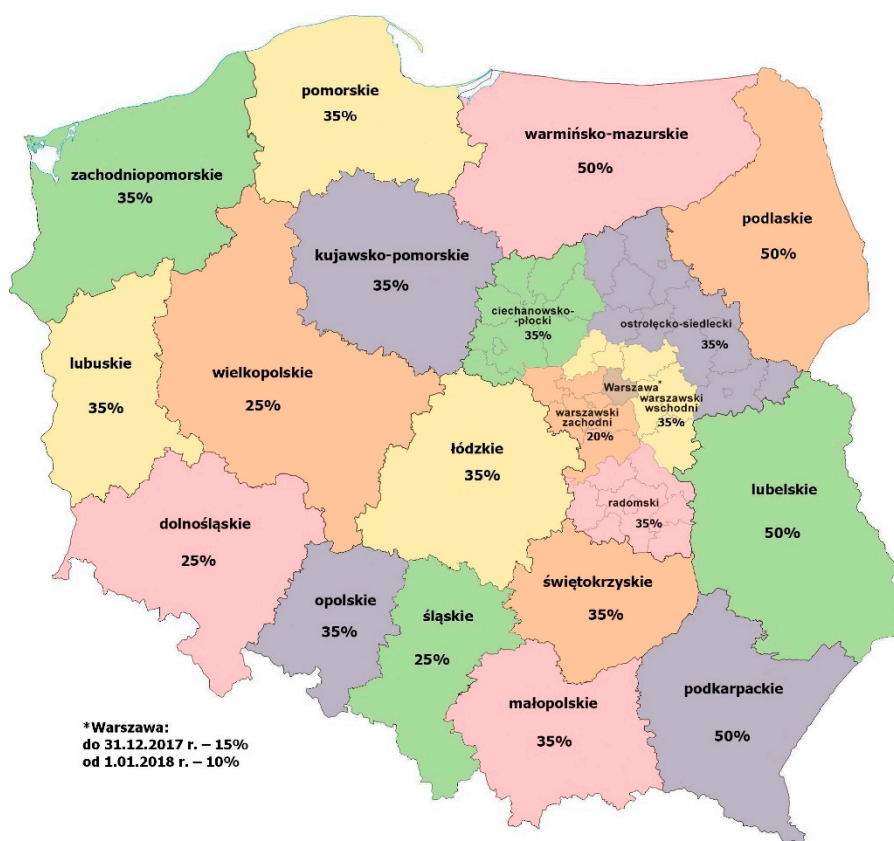 pomorskie
35%
warmińsko-mazurskie
50%
zachodniopomorskie
35%
podlaskie
50%
kujawsko-pomorskie
35%
ciechanowsko-
-płocki
35%
ostrołęcko-siedlecki
35%
lubuskie
35%
wielkopolskie
25%
Warszawa*
warszawski
wschodni
35%
warszawski
zachodni
20%
łódzkie
35%
radomski
35%
lubelskie
50%
dolnośląskie
25%
opolskie
35%
śląskie
25%
świętokrzyskie
35%
małopolskie
35%
podkarpackie
50%
*Warszawa:
do 31.12.2017 r. – 15%
od 1.01.2018 r. – 10%